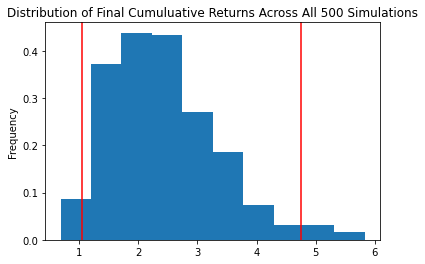 Distribution of Final Cumuluative Returns Across All 500 Simulations
0.4
0.3
0.2
0.1
0.0
Frequency
1 2 3 4 5 6